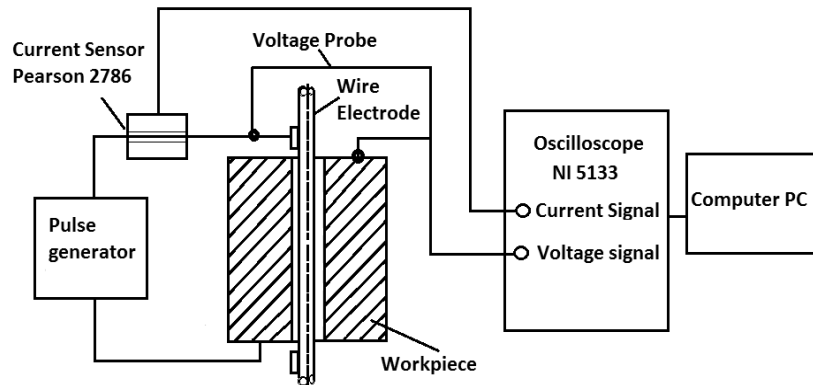 Current Sensor
Pearson 2786
Voltage Probe
Wire
Electrode
Oscilloscope
NI 5133
Current Signal
Voltage signal
Computer PC
Pulse
generator
Workpiece